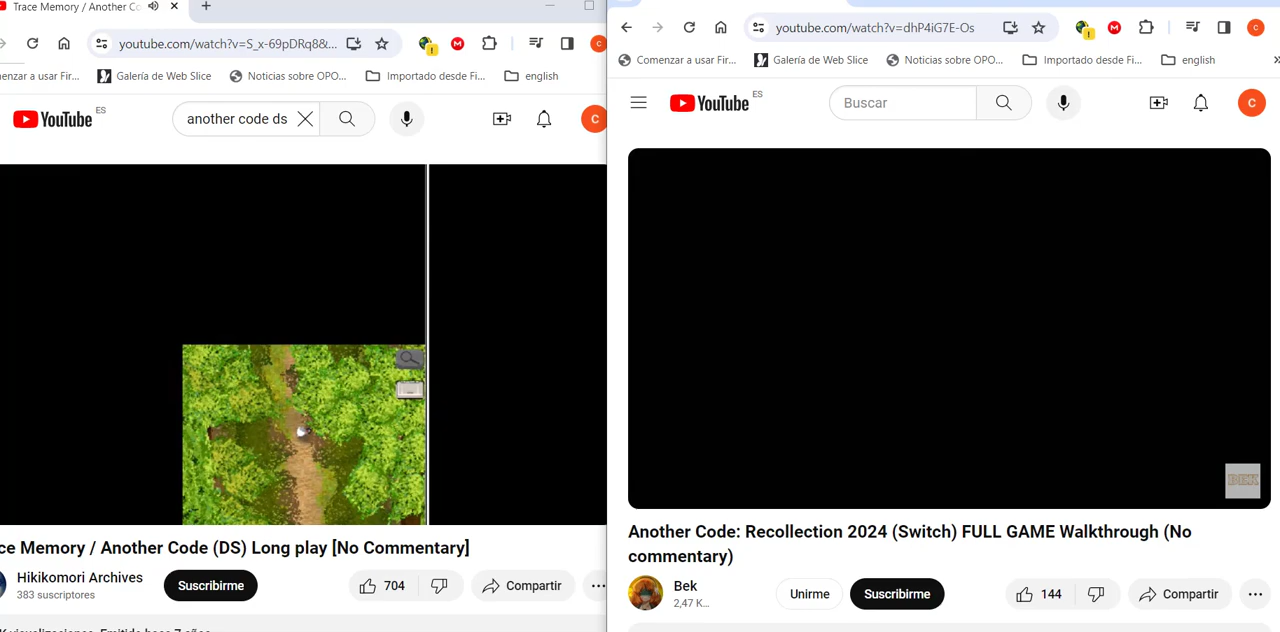 Trace Memory / Another Co
youtube.com/watch?v=S_x-69pDRq8&...
enzar a usar Fir...
Galería de Web Slice
Noticias sobre OPO...
Importado desde Fi...
english
YouTube ES
another code ds
C
ce Memory / Another Code (DS) Long play [No Commentary]
Hikikomori Archives
383 suscriptores
Suscribirme
704
Compartir
youtube.com/watch?v=dhP4iG7E-Os
C
Comenzar a usar Fir...
Galería de Web Slice
Noticias sobre OPO...
Importado desde Fi...
english
YouTube ES
Buscar
C
BEK
Another Code: Recollection 2024 (Switch) FULL GAME Walkthrough (No
commentary)
Bek
2,47 K...
Unirme
Suscribirme
144
Compartir